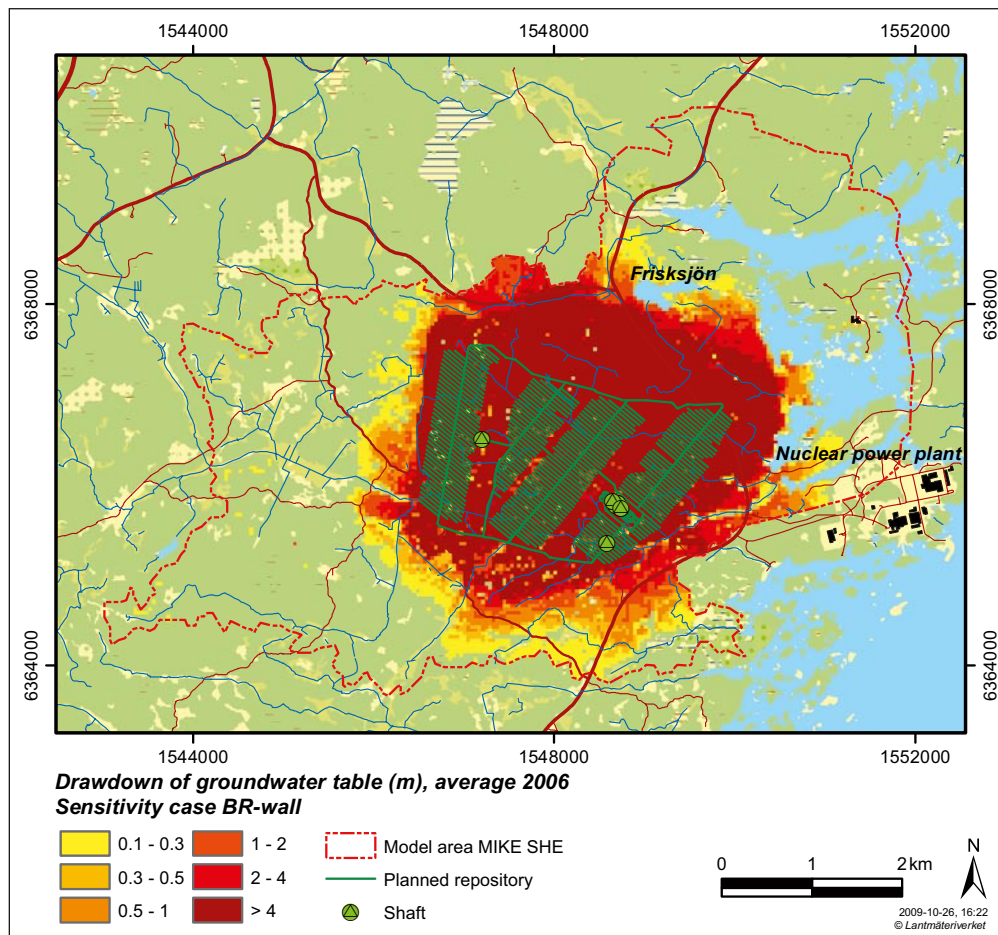 1544000 1548000 1552000
6368000 6368000
Frisksjön
Nuclear power plant
6364000 6364000
1544000 1548000 1552000
Drawdown of groundwater table (m), average 2006
Sensitivity case BR-wall
0.1 - 0.3 1 - 2 Model area MIKE SHE
0.3 - 0.5 2 - 4 Planned repository
0.5 - 1 > 4 Shaft
0 1 2 km
N
2009-10-26, 16:22
© Lantmäteriverket